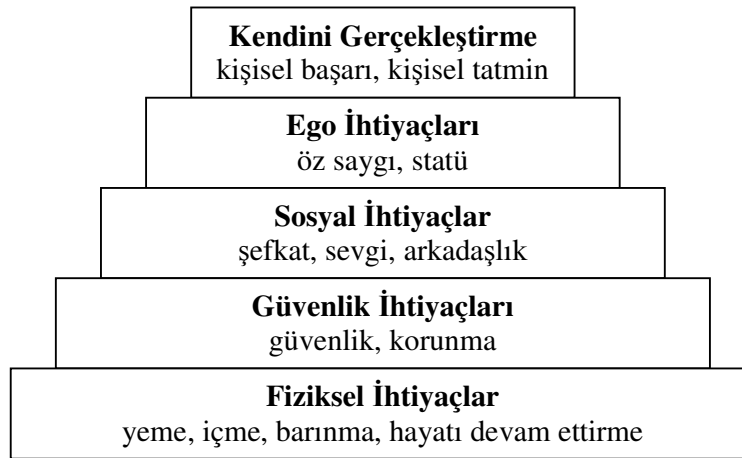 Kendini Gerçekleştirme
kişisel başarı, kişisel tatmin
Ego İhtiyaçları
öz saygı, statü
Sosyal İhtiyaçlar
şefkat, sevgi, arkadaşlık
Güvenlik İhtiyaçları
güvenlik, korunma
Fiziksel İhtiyaçlar
yeme, içme, barınma, hayatı devam ettirme